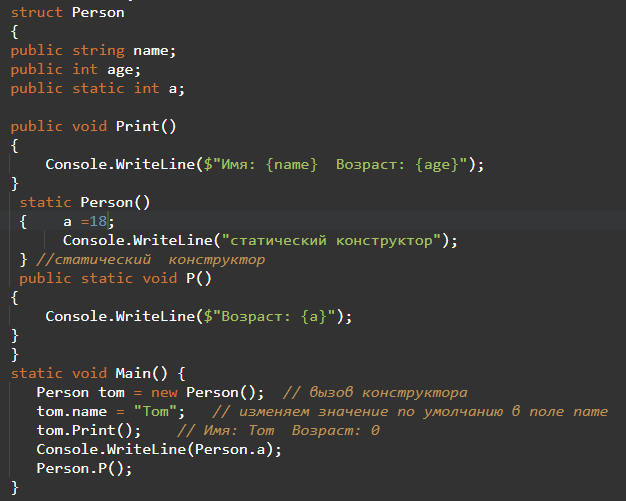 struct Person
{
public string name;
public int age;
public static int a;
public void Print()
{
Console.WriteLine($"Имя: {name}  Возраст: {age}");
}
static Person()
{    a =18;
Console.WriteLine("статический конструктор");
} //статический  конструктор
public static void P()
{
Console.WriteLine($"Возраст: {a}");
}
}
static void Main() {
Person tom = new Person();  // вызов конструктора
tom.name = "Tom";   // изменяем значение по умолчанию в поле name
tom.Print();    // Имя: Tom  Возраст: 0
Console.WriteLine(Person.a);
Person.P();
}